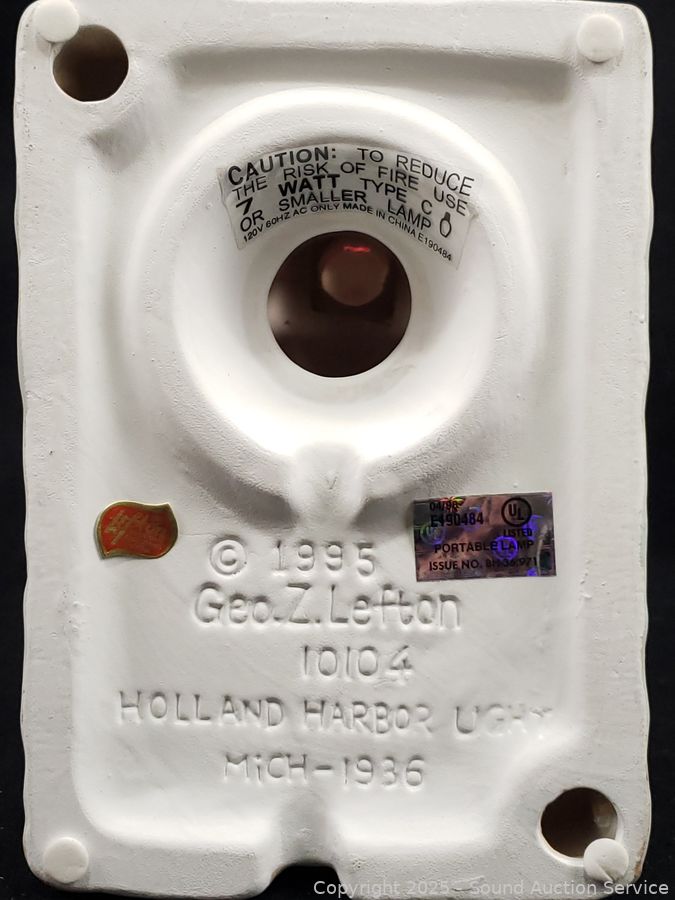 CAUTION: TO REDUCE
THE RISK OF FIRE USE
7 WATT TYPE C
OR SMALLER LAMP
120V 60HZ AC ONLY MADE IN CHINA E190484
E190484
UL
LISTED
PORTABLE LAMP
© 1995
Geo. Z. Lefton
10104
HOLLAND HARBOR LIGHT
MiCH-1936
Copyright 2025 - Sound Auction Service